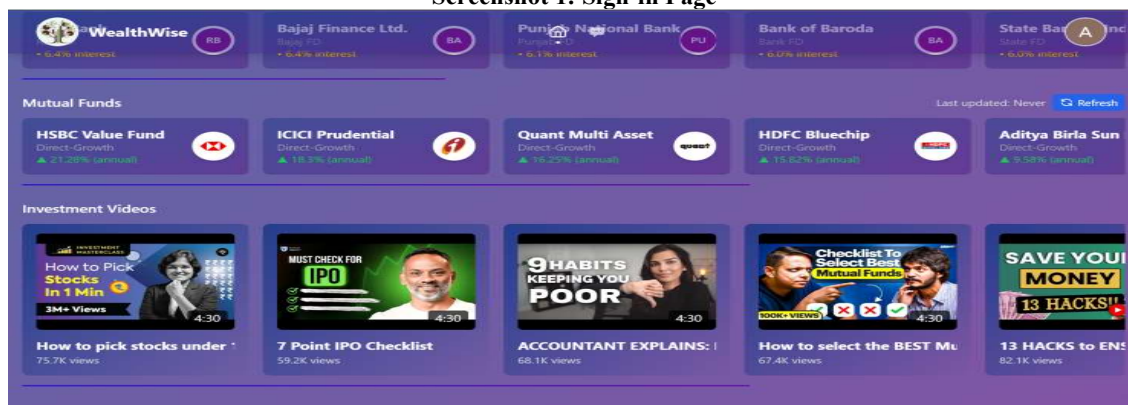 Screenshot 1: Sign-in Page
WealthWise
RB
• 6.4% interest
Bajaj Finance Ltd.
Bajaj FD
• 6.4% interest
BA
Punjab National Bank
• 6.1% interest
PU
Bank of Baroda
Bank FD
• 6.0% interest
BA
State
State FD
• 6.0% interest
A
Mutual Funds
Last updated: Never
Refresh
HSBC Value Fund
Direct-Growth
▲ 21.28% (annual)
ICICI Prudential
Direct-Growth
▲ 18.3% (annual)
Quant Multi Asset
Direct-Growth
▲ 16.25% (annual)
quant
HDFC Bluechip
Direct-Growth
▲ 15.82% (annual)
Aditya Birla Sun
Direct-Growth
▲ 9.58% (annual)
Investment Videos
INVESTMENT
MASTERCLASS
How to Pick
Stocks
In 1 Min
3M+ Views
4:30
How to pick stocks under
75.7K views
MUST CHECK FOR
IPO
4:30
7 Point IPO Checklist
59.2K views
9 HABITS
KEEPING YOU
POOR
4:30
ACCOUNTANT EXPLAINS:
68.1K views
Checklist To
Select Best
Mutual Funds
100K+ VIEWS
4:30
How to select the BEST Mu
67.4K views
SAVE YOU
MONEY
13 HACKS!!
13 HACKS to ENS
82.1K views